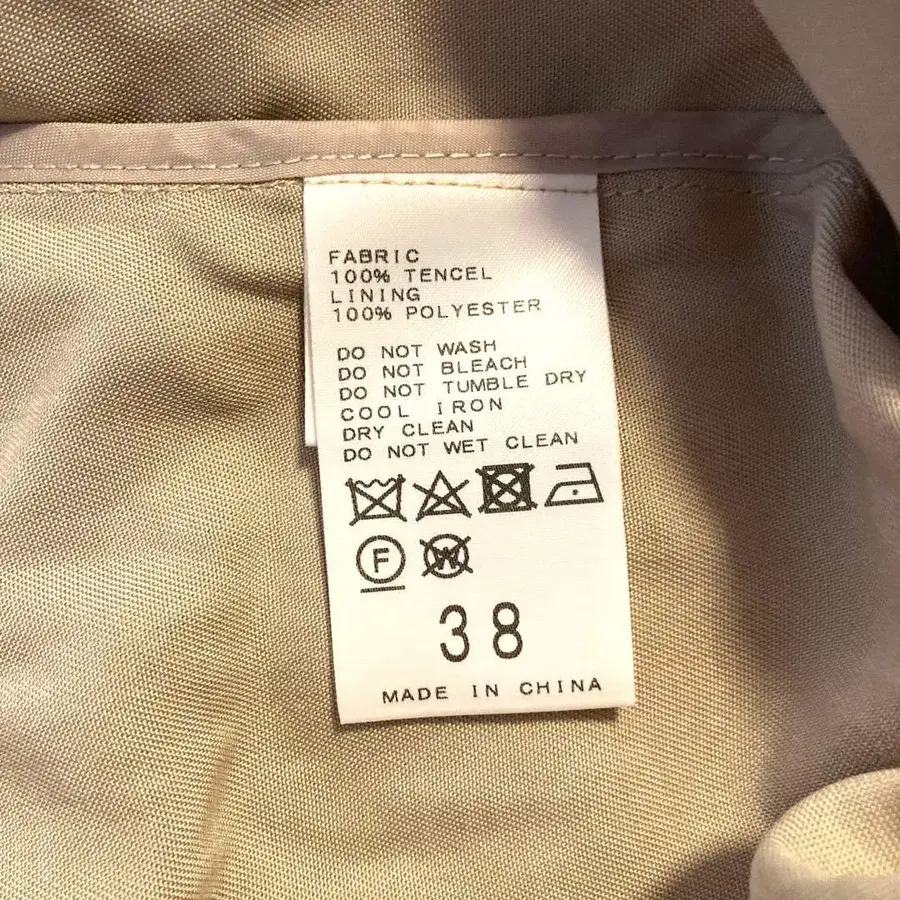 FABRIC
100% TENCEL
LINING
100% POLYESTER
DO NOT WASH
DO NOT BLEACH
DO NOT TUMBLE DRY
COOL IRON
DRY CLEAN
DO NOT WET CLEAN
F W
38
MADE IN CHINA